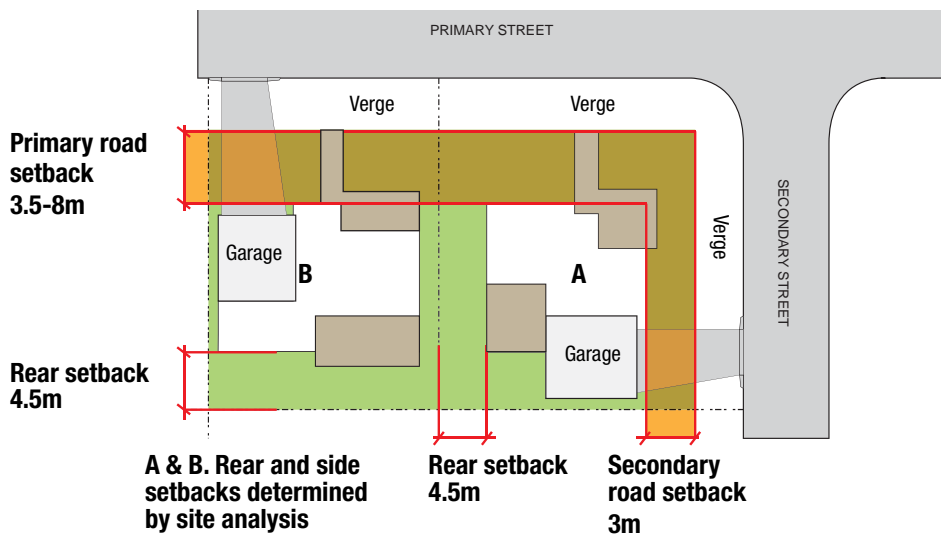 PRIMARY STREET
Verge
Verge
Primary road
setback
3.5-8m
SECONDARY STREET
Verge
Garage
B
A
Garage
Rear setback
4.5m
A & B. Rear and side
setbacks determined
by site analysis
Rear setback
4.5m
Secondary
road setback
3m